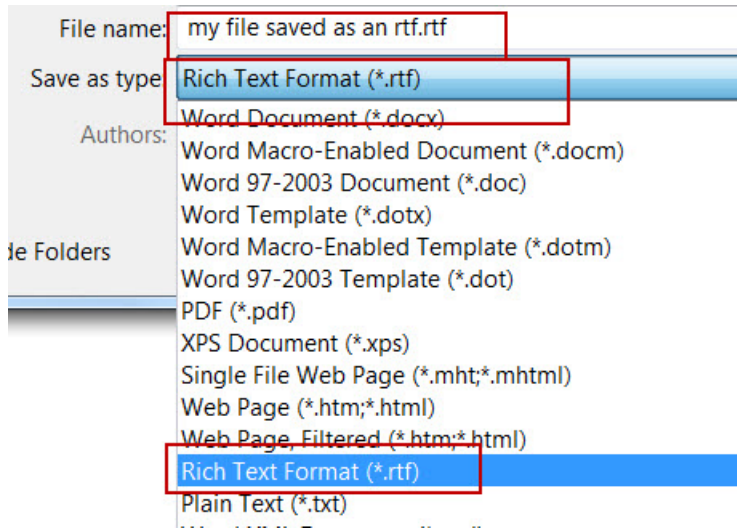 File name: my file saved as an rtf.rtf
Save as type Rich Text Format (*.rtf)
Authors:
Word Document (*.docx)
Word Macro-Enabled Document (*.docm)
Word 97-2003 Document (*.doc)
Word Template (*.dotx)
de Folders
Word Macro-Enabled Template (*.dotm)
Word 97-2003 Template (*.dot)
PDF (*.pdf)
XPS Document (*.xps)
Single File Web Page (*.mht;*.mhtml)
Web Page (*.htm;*.html)
Web Page, Filtered (*.htm;*.html)
Rich Text Format (*.rtf)
Plain Text (*.txt)